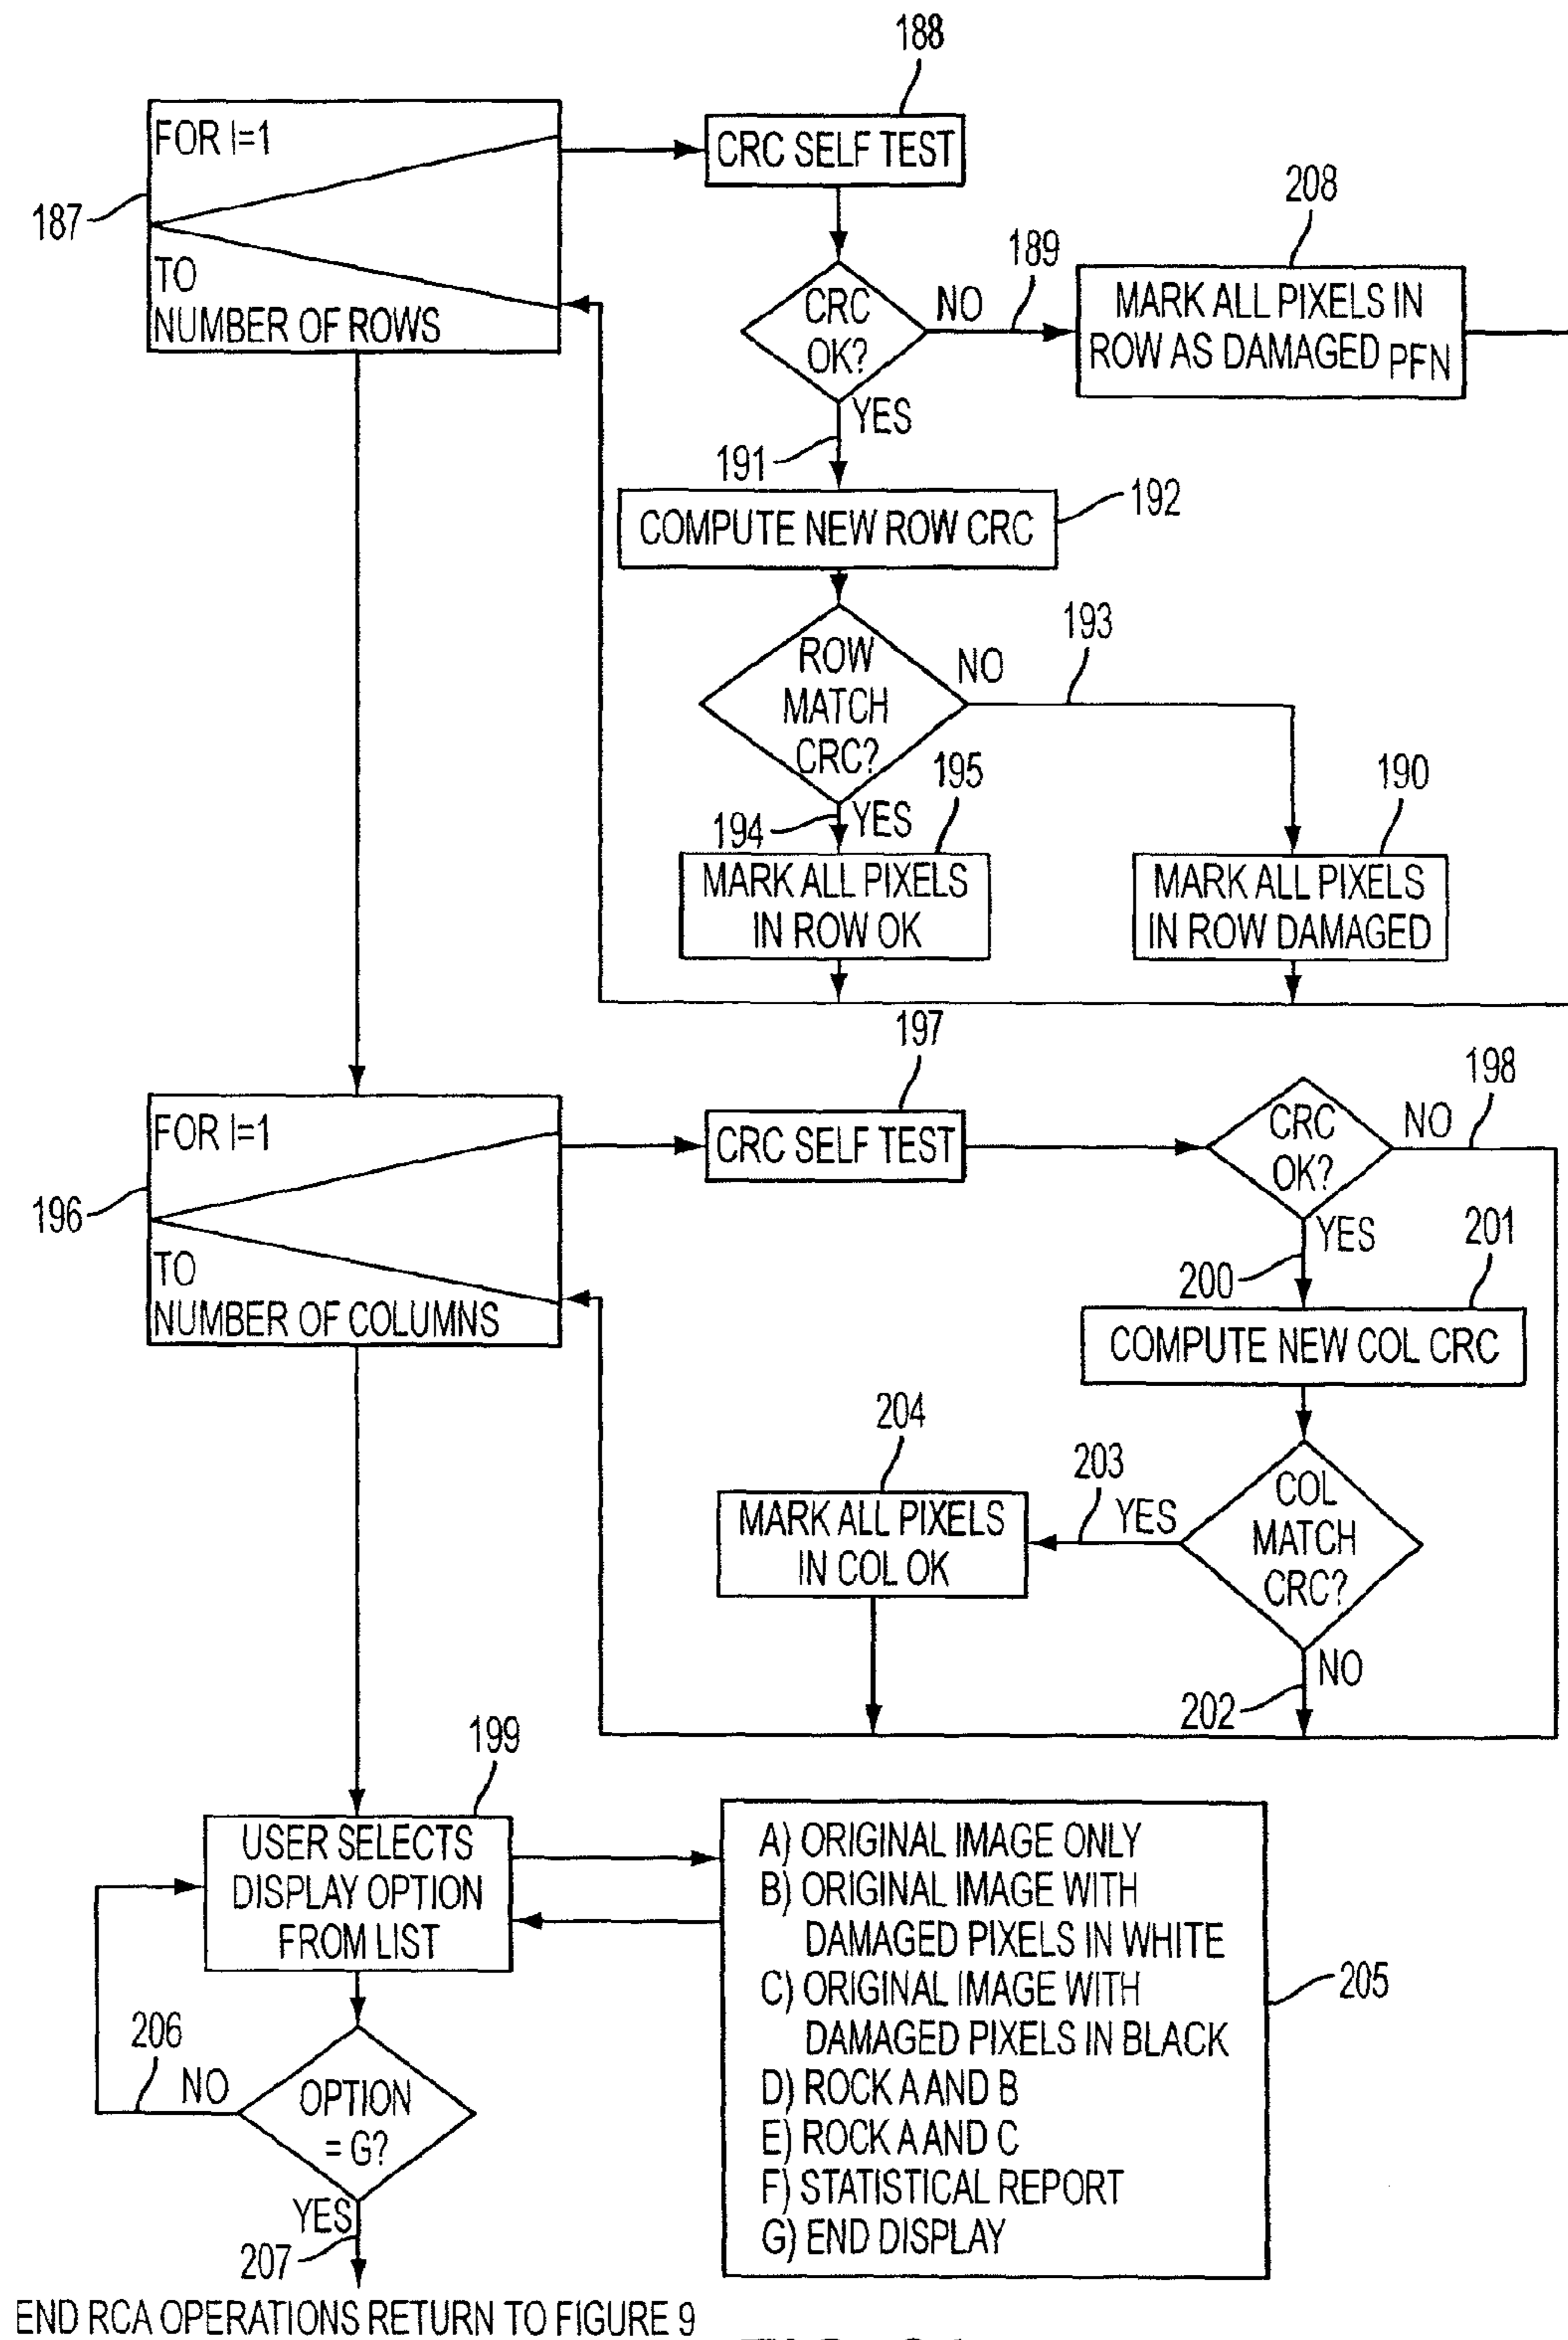 188
FOR I=1
TO
NUMBER OF ROWS
187
CRC SELF TEST
CRC
OK?
NO
189
208
MARK ALL PIXELS IN
ROW AS DAMAGED PFN
YES
191
COMPUTE NEW ROW CRC
192
ROW
MATCH
CRC?
NO
193
194
YES
195
MARK ALL PIXELS
IN ROW OK
190
MARK ALL PIXELS
IN ROW DAMAGED
197
FOR I=1
TO
NUMBER OF COLUMNS
196
CRC SELF TEST
CRC
OK?
NO
198
YES
200
201
COMPUTE NEW COL CRC
COL
MATCH
CRC?
YES
203
204
MARK ALL PIXELS
IN COL OK
NO
202
199
USER SELECTS
DISPLAY OPTION
FROM LIST
A) ORIGINAL IMAGE ONLY
B) ORIGINAL IMAGE WITH
DAMAGED PIXELS IN WHITE
C) ORIGINAL IMAGE WITH
DAMAGED PIXELS IN BLACK
D) ROCK A AND B
E) ROCK A AND C
F) STATISTICAL REPORT
G) END DISPLAY
205
206
NO
OPTION
= G?
YES
207
END RCA OPERATIONS RETURN TO FIGURE 9